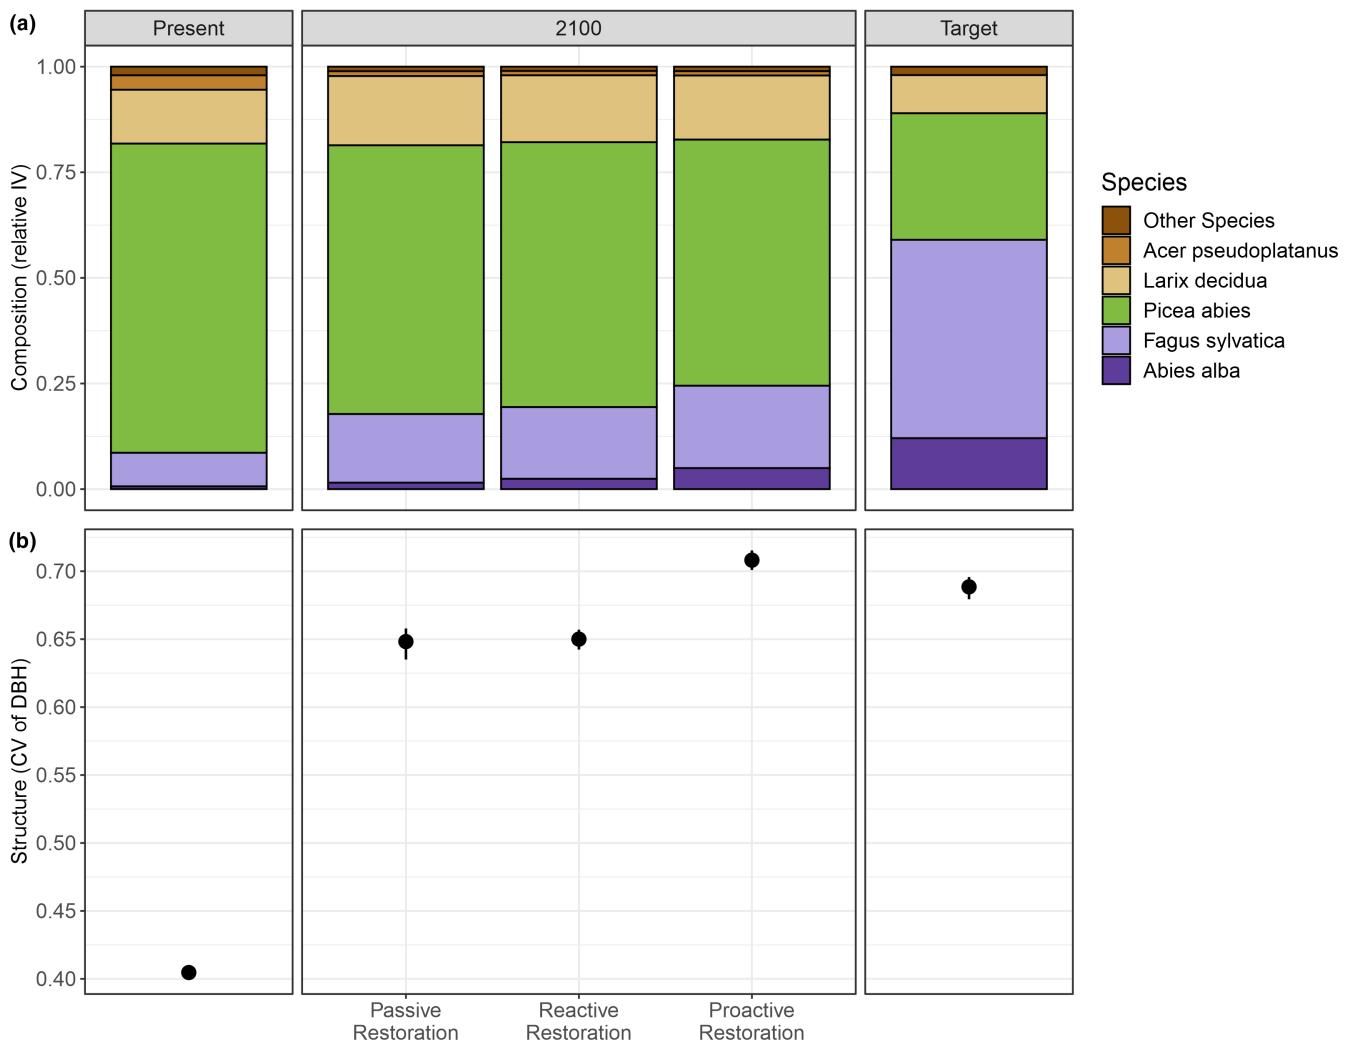 (a)
Present
2100
Target
Composition (relative IV)
1.00
0.75
0.50
0.25
0.00
Species
Other Species
Acer pseudoplatanus
Larix decidua
Picea abies
Fagus sylvatica
Abies alba
(b)
Structure (CV of DBH)
0.70
0.65
0.60
0.55
0.50
0.45
0.40
Passive
Restoration
Reactive
Restoration
Proactive
Restoration